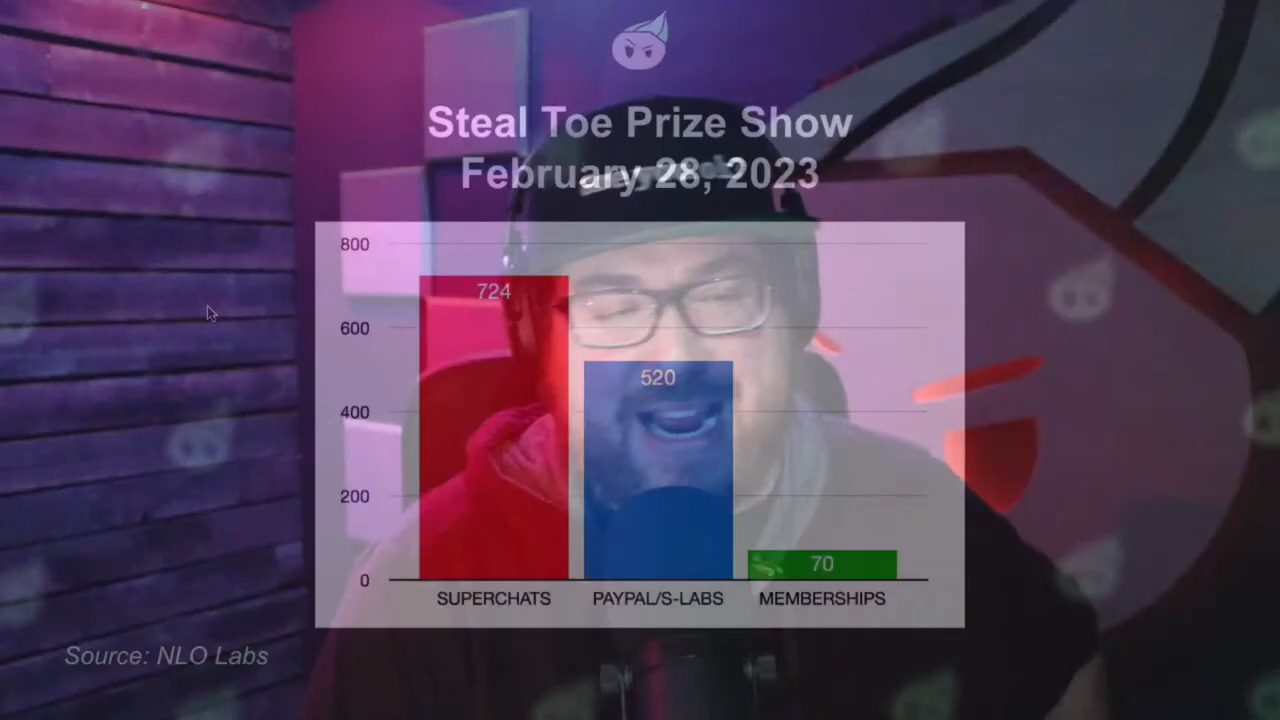 Steal Toe Prize Show
February 28, 2023
800
724
600
520
400
200
70
0
SUPERCHATS PAYPAL/S-LABS MEMBERSHIPS
Source: NLO Labs